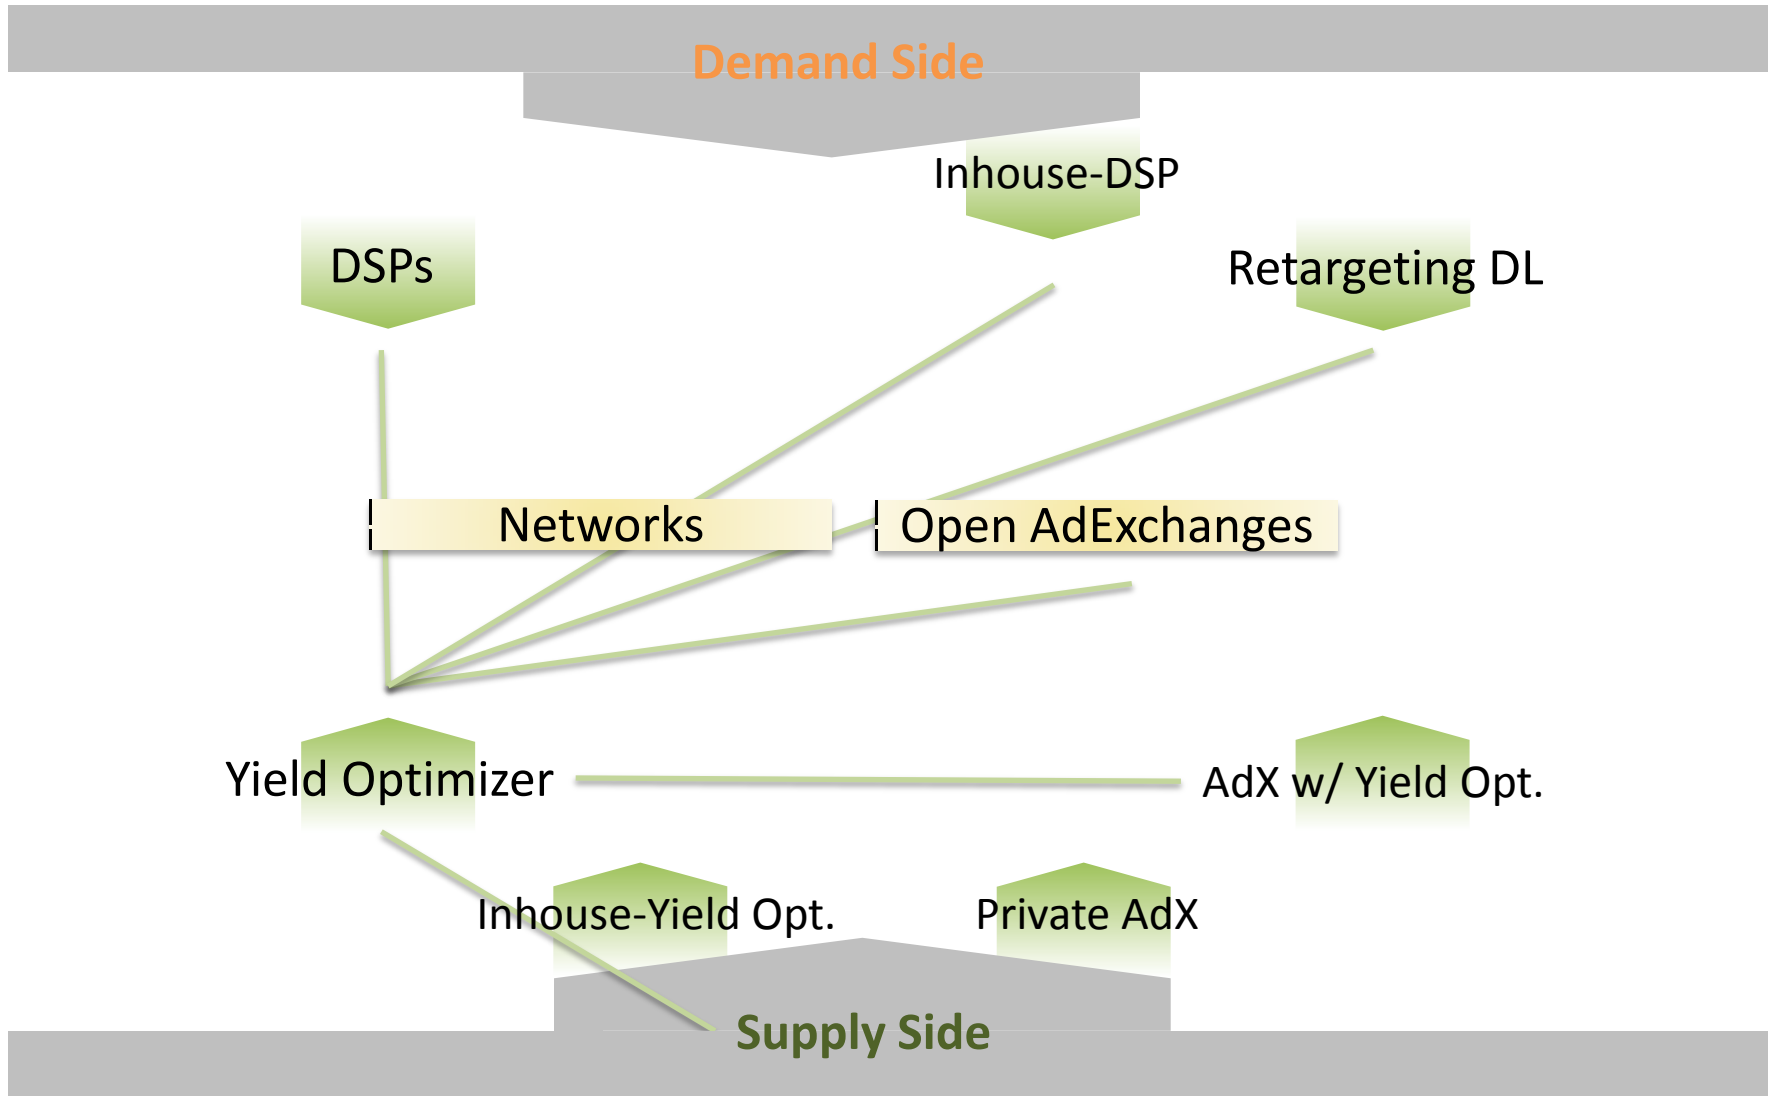 Demand Side
Inhouse-DSP
DSPs
Retargeting DL
Networks
Open AdExchanges
Yield Optimizer
AdX w/ Yield Opt.
Inhouse-Yield Opt.
Private AdX
Supply Side